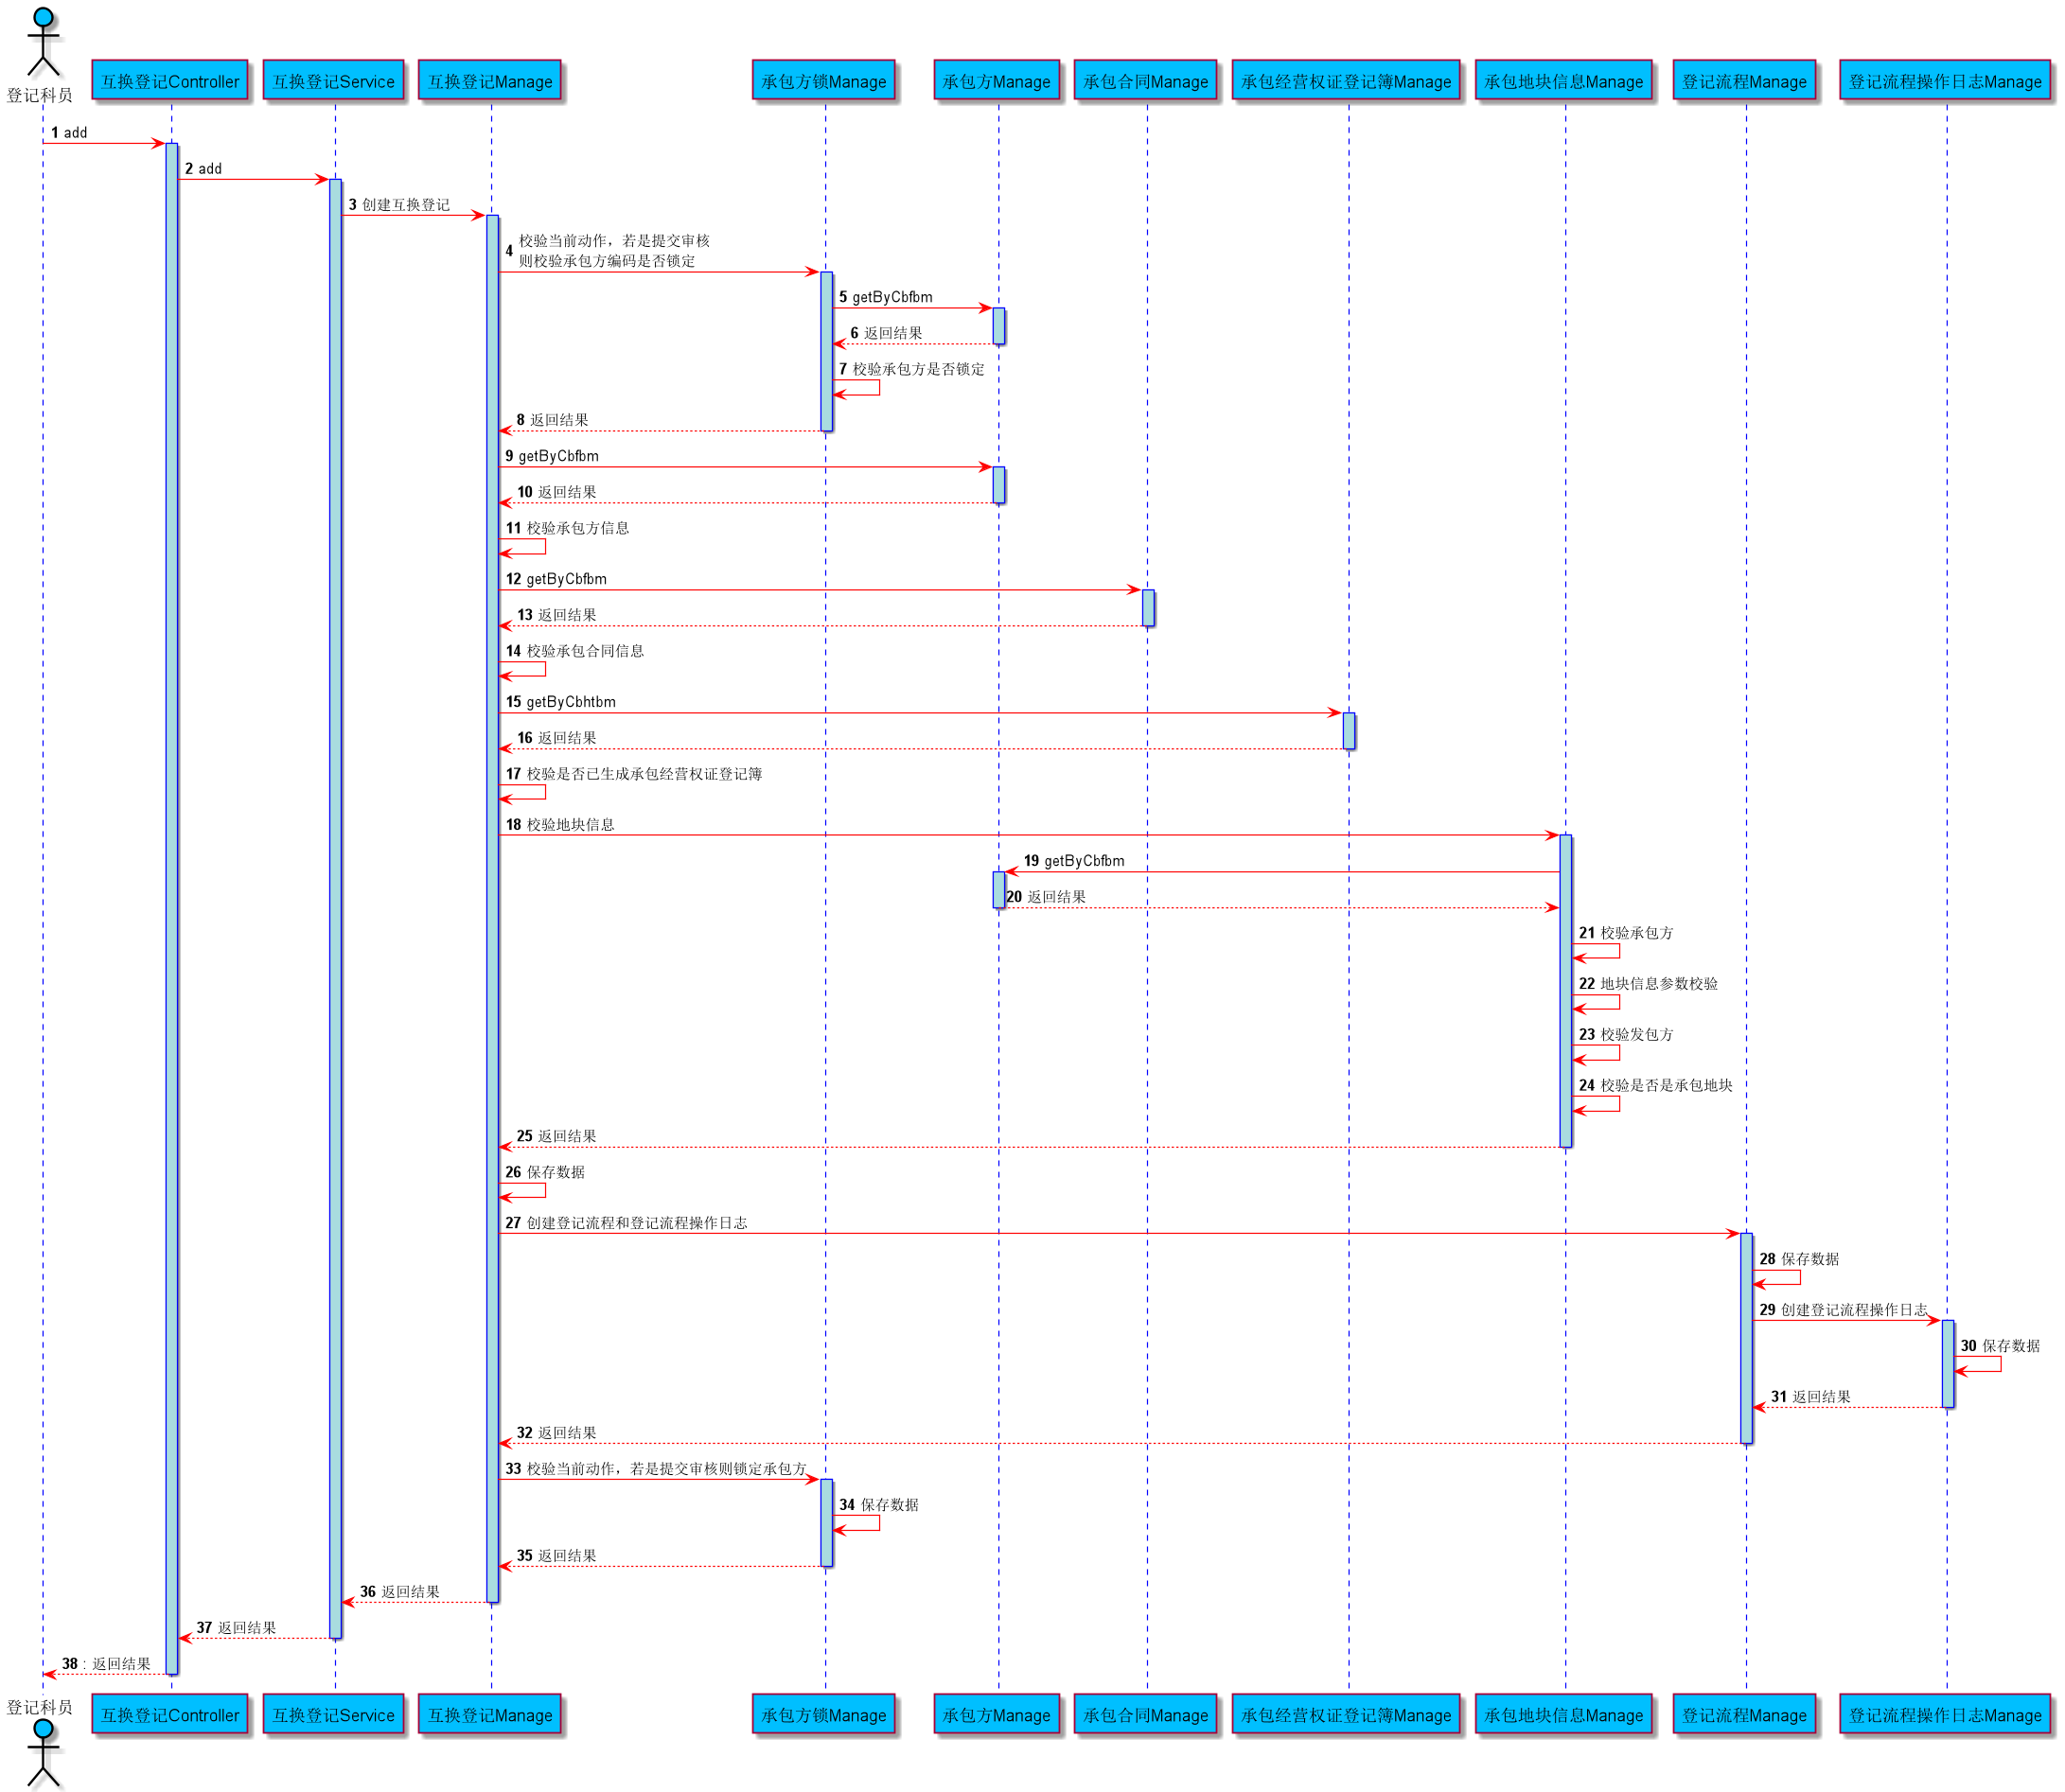 登记科员
互换登记Controller
互换登记Service
互换登记Manage
承包方锁Manage
承包方Manage
承包合同Manage
承包经营权证登记簿Manage
承包地块信息Manage
登记流程Manage
登记流程操作日志Manage
1 add
2 add
3 创建互换登记
4 校验当前动作，若是提交审核
则校验承包方编码是否锁定
5 getByCbfbm
6 返回结果
7 校验承包方是否锁定
8 返回结果
9 getByCbfbm
10 返回结果
11 校验承包方信息
12 getByCbfbm
13 返回结果
14 校验承包合同信息
15 getByCbhtbm
16 返回结果
17 校验是否已生成承包经营权证登记簿
18 校验地块信息
19 getByCbfbm
20 返回结果
21 校验承包方
22 地块信息参数校验
23 校验发包方
24 校验是否是承包地块
25 返回结果
26 保存数据
27 创建登记流程和登记流程操作日志
28 保存数据
29 创建登记流程操作日志
30 保存数据
31 返回结果
32 返回结果
33 校验当前动作，若是提交审核则锁定承包方
34 保存数据
35 返回结果
36 返回结果
37 返回结果
38 : 返回结果
登记科员
互换登记Controller
互换登记Service
互换登记Manage
承包方锁Manage
承包方Manage
承包合同Manage
承包经营权证登记簿Manage
承包地块信息Manage
登记流程Manage
登记流程操作日志Manage